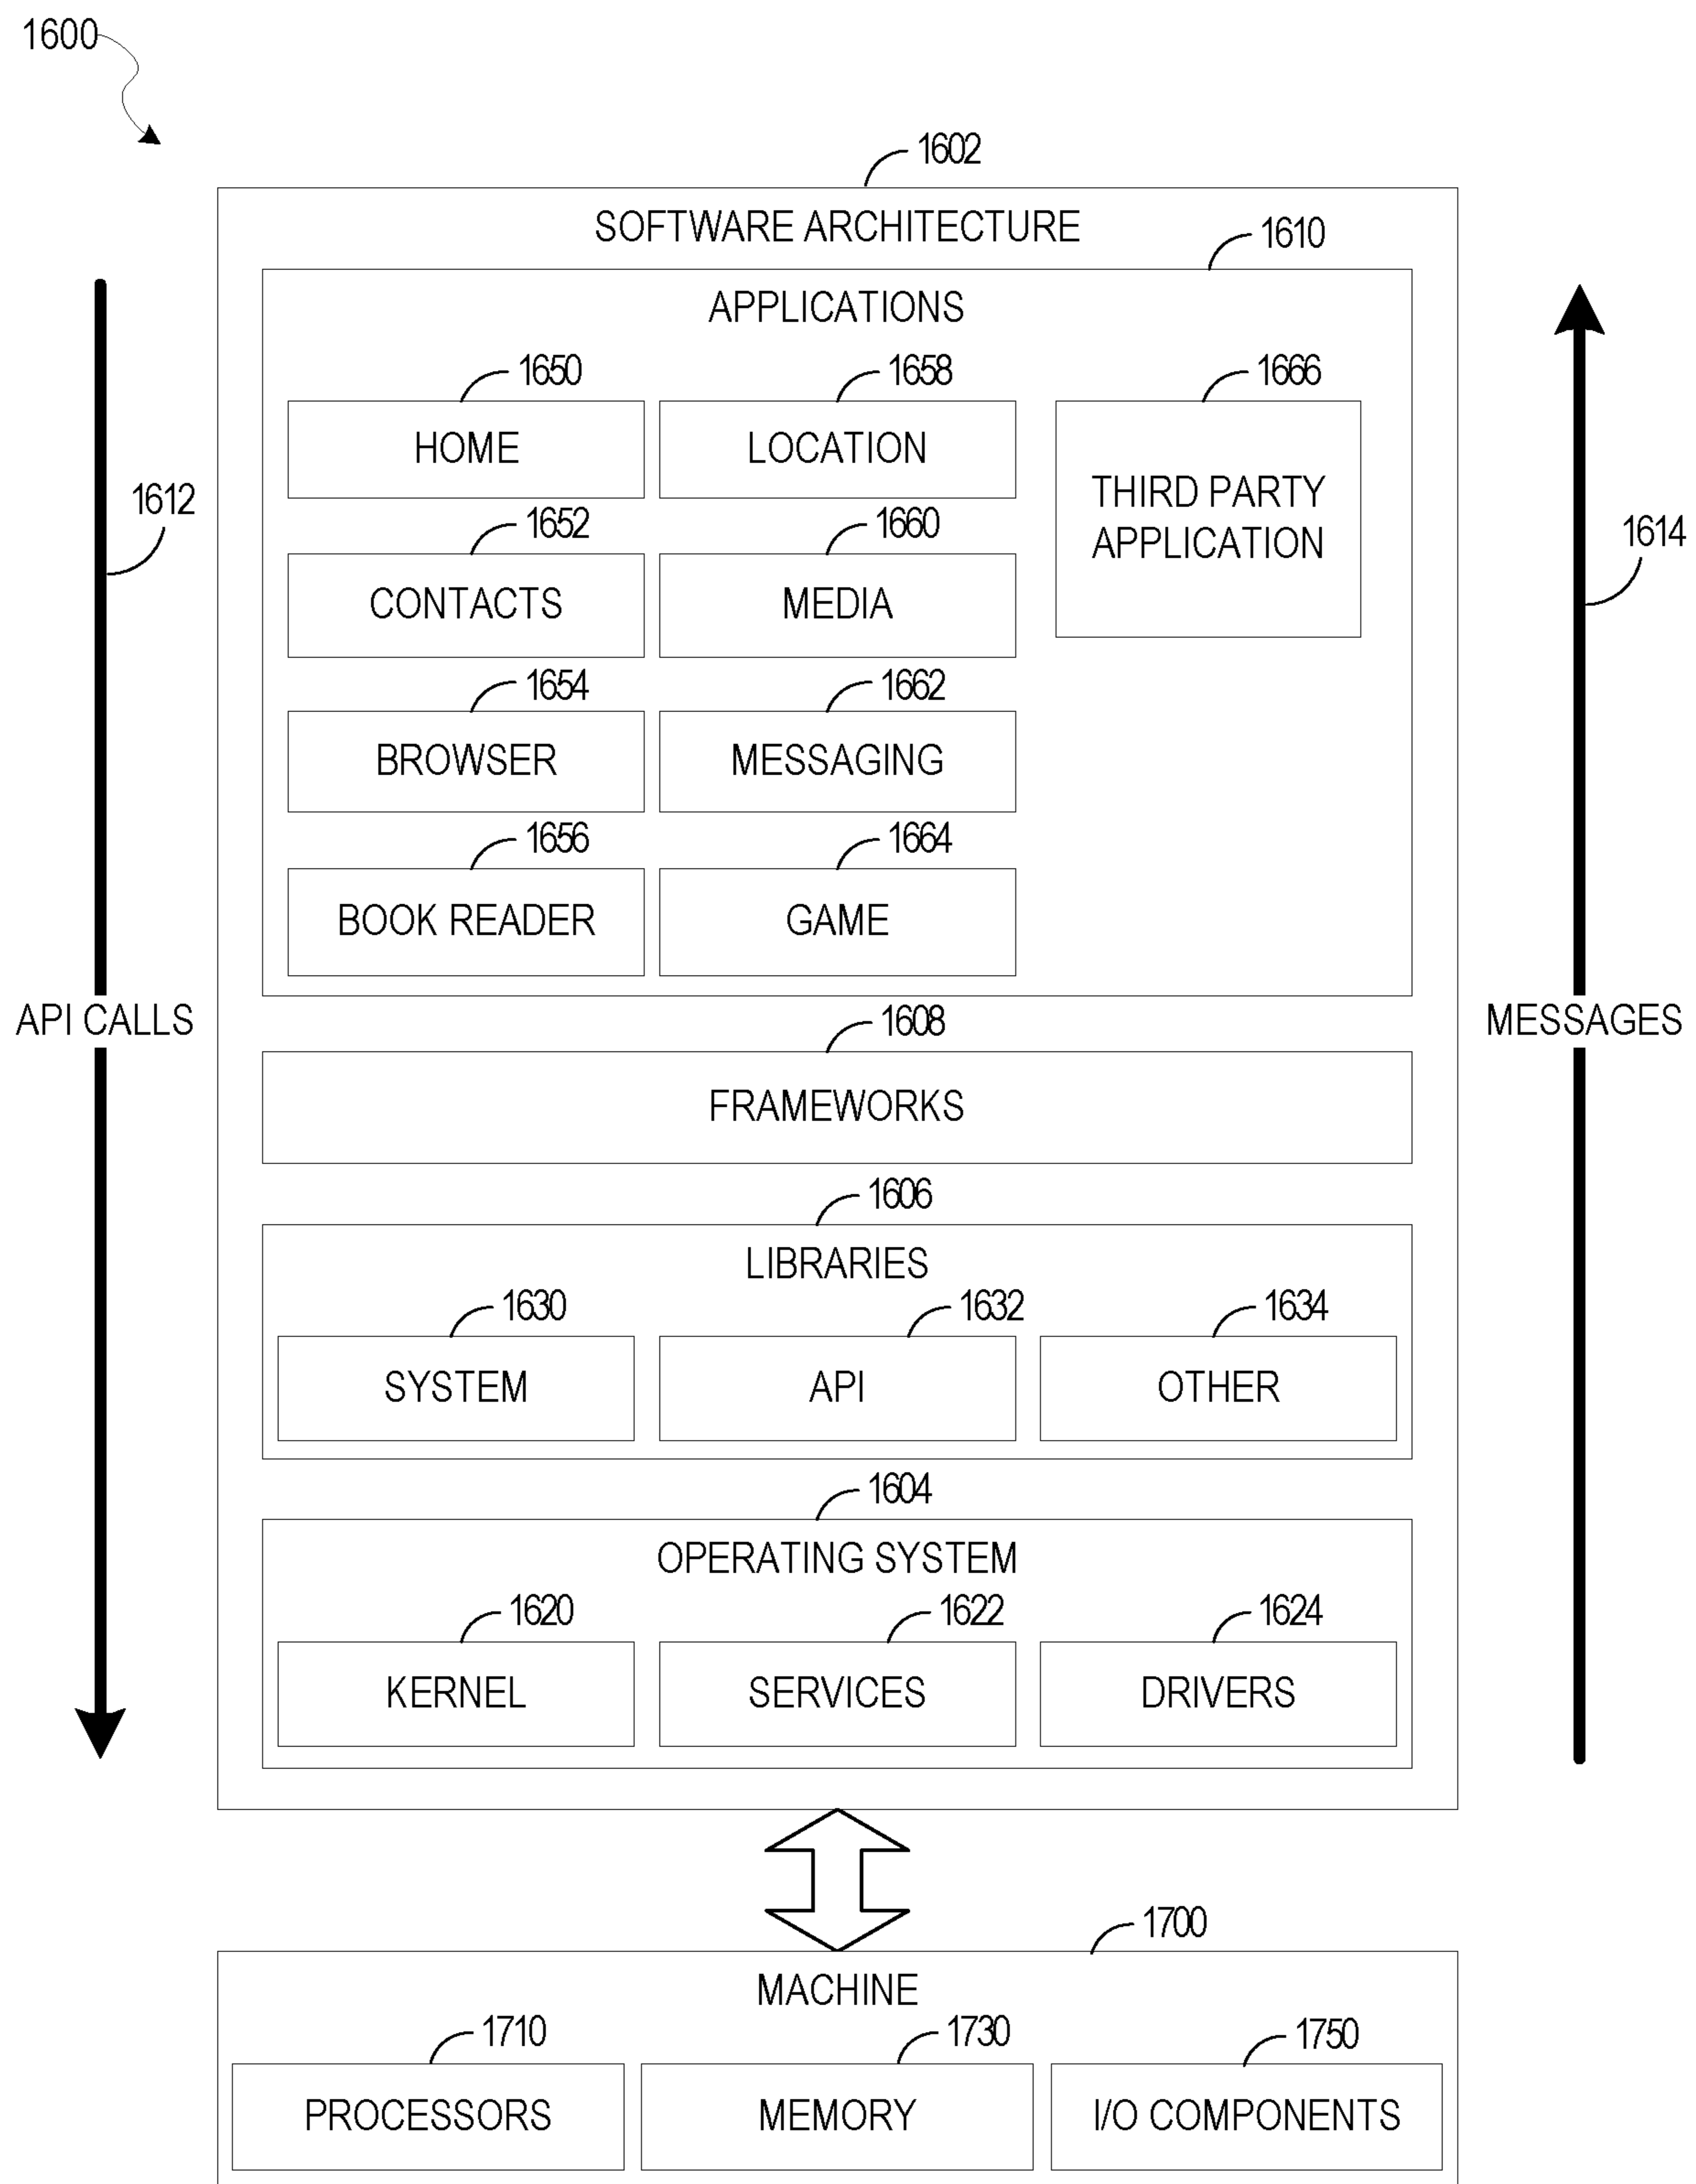 1600
1602
SOFTWARE ARCHITECTURE
1610
APPLICATIONS
1650
1658
1666
HOME
LOCATION
THIRD PARTY
APPLICATION
1612
1614
1652
1660
CONTACTS
MEDIA
1654
1662
BROWSER
MESSAGING
1656
1664
BOOK READER
GAME
API CALLS
MESSAGES
1608
FRAMEWORKS
1606
LIBRARIES
1630
1632
1634
SYSTEM
API
OTHER
1604
OPERATING SYSTEM
1620
1622
1624
KERNEL
SERVICES
DRIVERS
1700
MACHINE
1710
1730
1750
PROCESSORS
MEMORY
I/O COMPONENTS